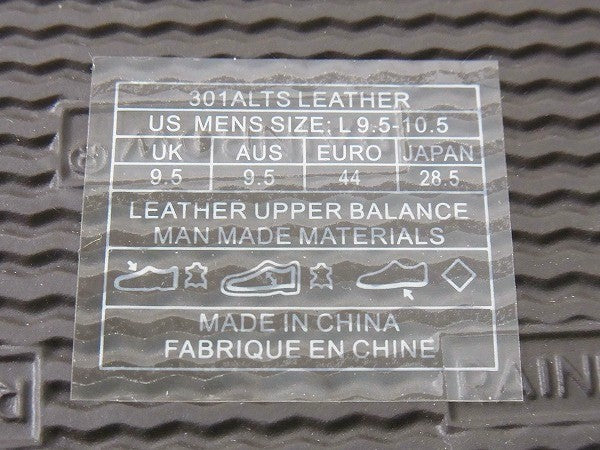 301ALTS LEATHER
US MENS SIZE: L 9.5-10.5
UK AUS EURO JAPAN
9.5 9.5 44 28.5
LEATHER UPPER BALANCE
MAN MADE MATERIALS
MADE IN CHINA
FABRIQUE EN CHINE